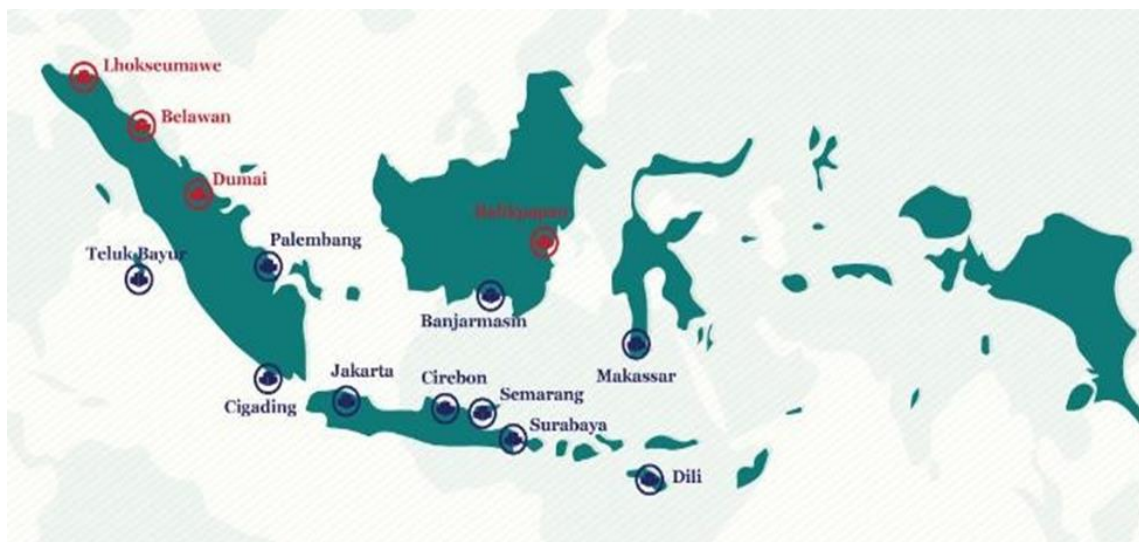 Lhokseumawe
Belawan
Dumai
Balikpapan
Palembang
Teluk Bayur
Banjarmasin
Jakarta
Cirebon
Makassar
Semarang
Cigading
Surabaya
Dili